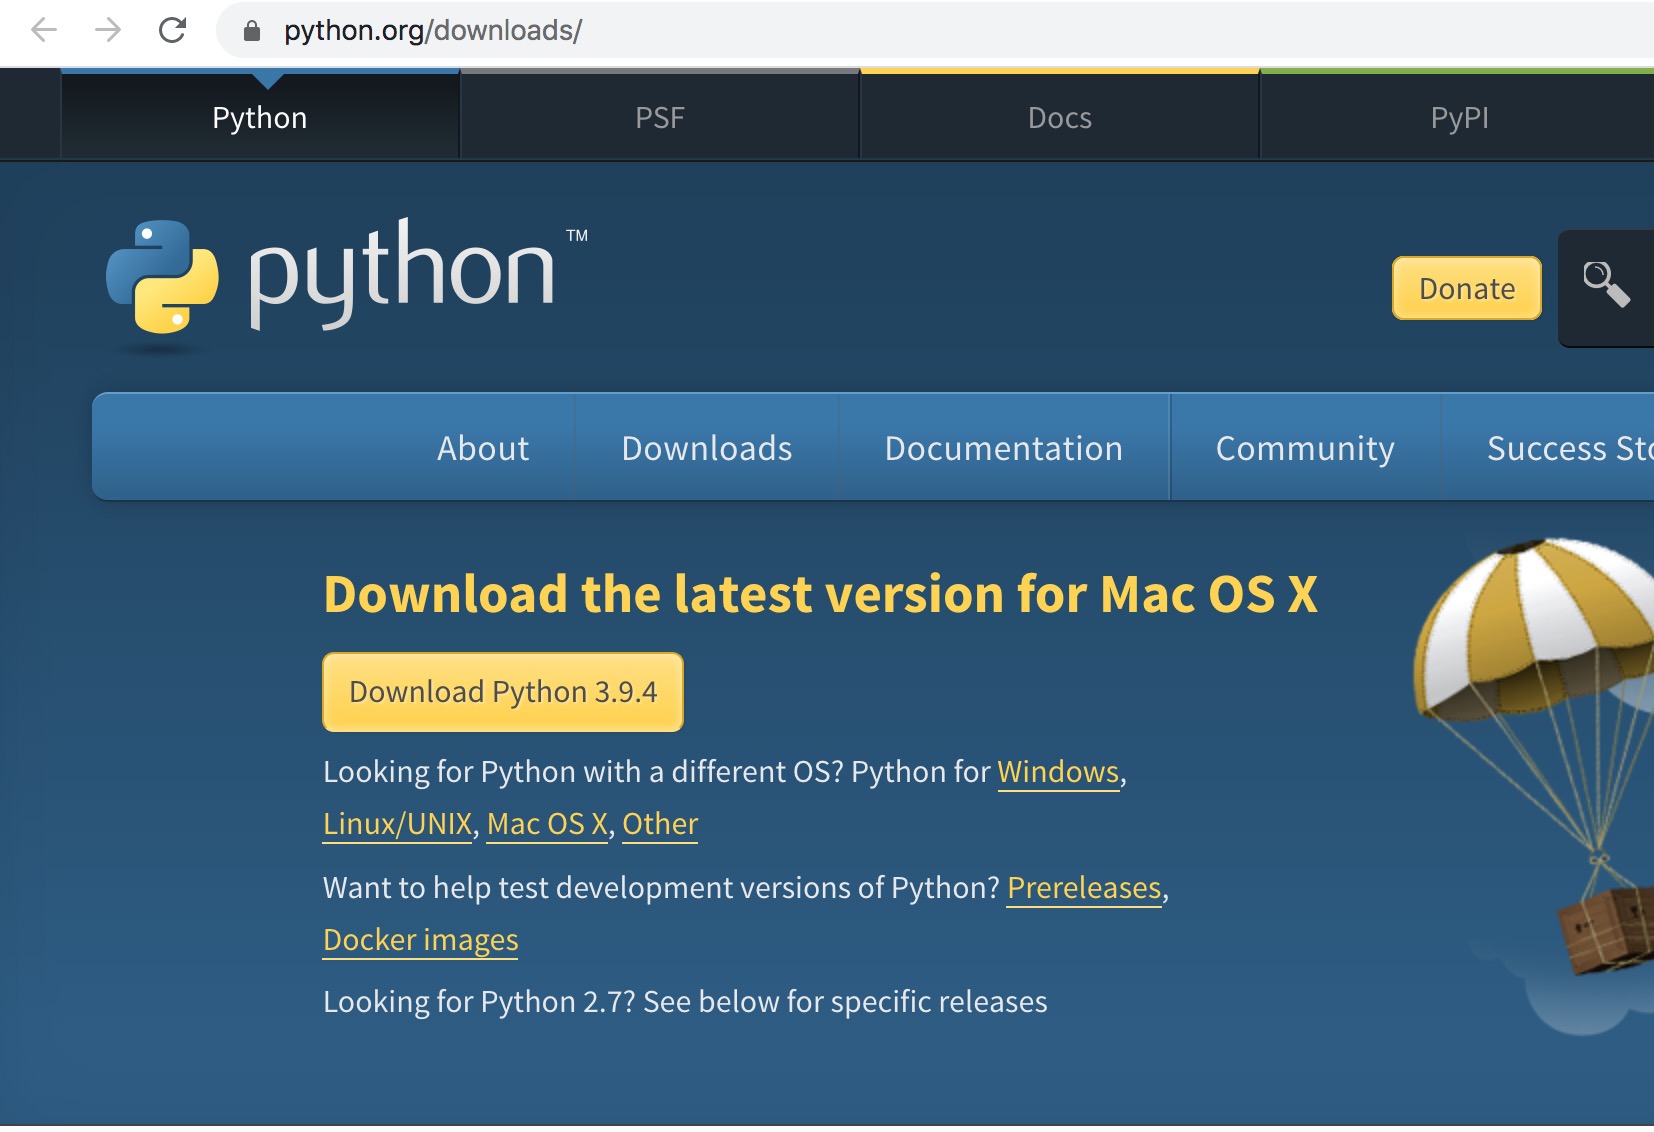 python.org/downloads/
Python
PSF
Docs
PyPI
python™
Donate
About
Downloads
Documentation
Community
Success Sto
Download the latest version for Mac OS X
Download Python 3.9.4
Looking for Python with a different OS? Python for Windows,
Linux/UNIX, Mac OS X, Other
Want to help test development versions of Python? Prereleases,
Docker images
Looking for Python 2.7? See below for specific releases